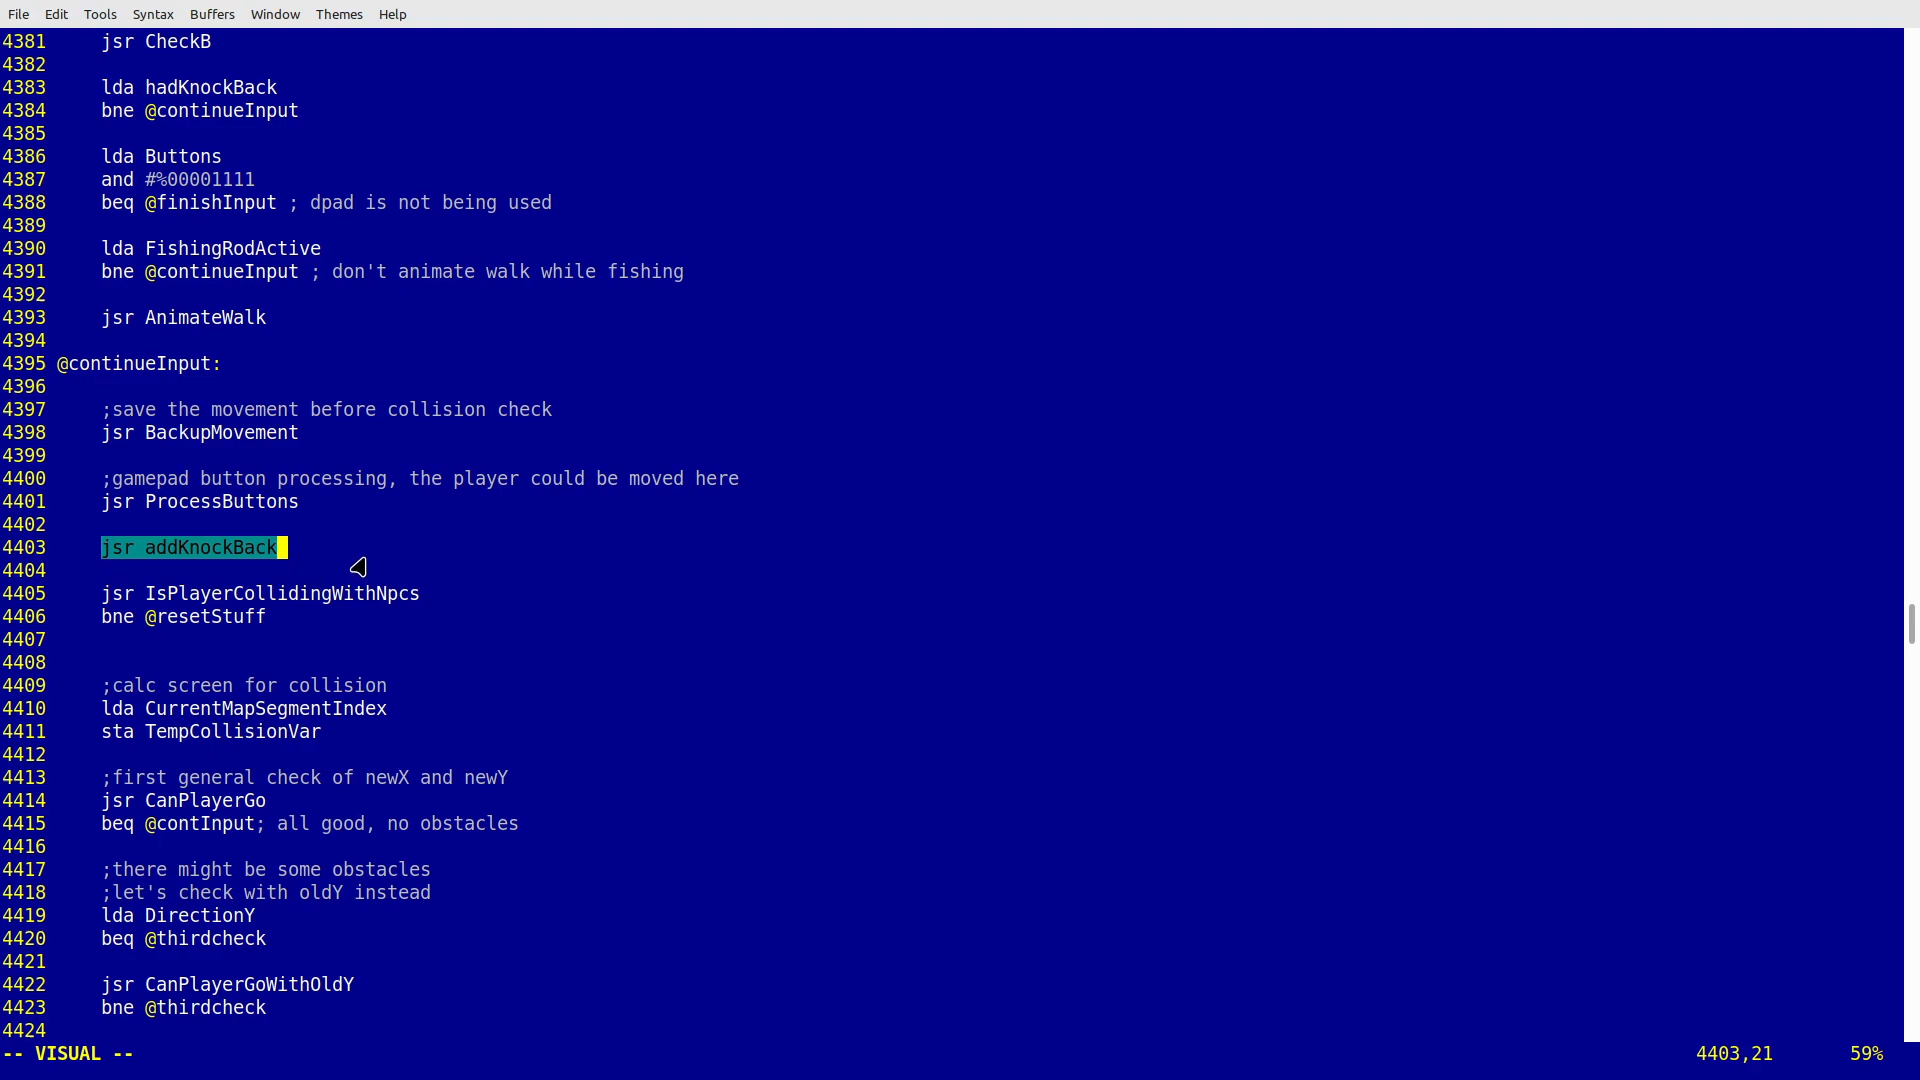 File Edit Tools Syntax Buffers Window Themes Help
4381     jsr CheckB
4382
4383     lda hadKnockBack
4384     bne @continueInput
4385
4386     lda Buttons
4387     and #%00001111
4388     beq @finishInput ; dpad is not being used
4389
4390     lda FishingRodActive
4391     bne @continueInput ; don't animate walk while fishing
4392
4393     jsr AnimateWalk
4394
4395 @continueInput:
4396
4397     ;save the movement before collision check
4398     jsr BackupMovement
4399
4400     ;gamepad button processing, the player could be moved here
4401     jsr ProcessButtons
4402
4403     jsr addKnockBack
4404
4405     jsr IsPlayerCollidingWithNpcs
4406     bne @resetStuff
4407
4408
4409     ;calc screen for collision
4410     lda CurrentMapSegmentIndex
4411     sta TempCollisionVar
4412
4413     ;first general check of newX and newY
4414     jsr CanPlayerGo
4415     beq @contInput; all good, no obstacles
4416
4417     ;there might be some obstacles
4418     ;let's check with oldY instead
4419     lda DirectionY
4420     beq @thirdcheck
4421
4422     jsr CanPlayerGoWithOldY
4423     bne @thirdcheck
4424
-- VISUAL -- 4403,21 59%